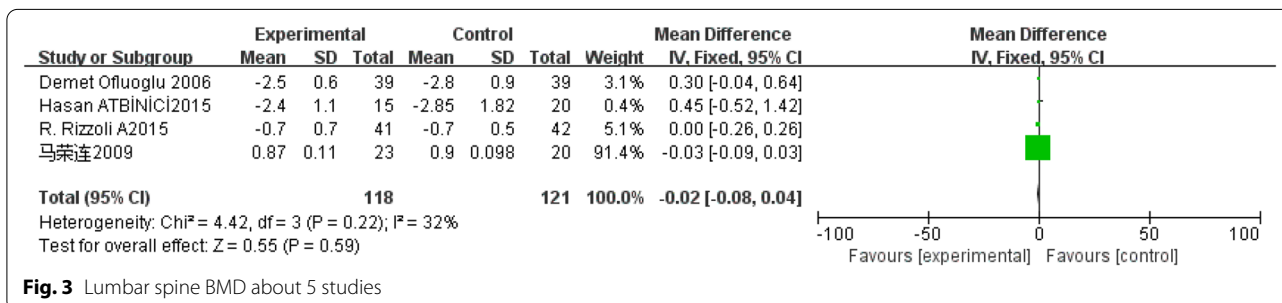 Experimental Control Mean Difference Mean Difference
Study or Subgroup Mean SD Total Mean SD Total Weight IV, Fixed, 95% CI IV, Fixed, 95% CI
Demet Ofluoglu 2006 -2.5 0.6 39 -2.8 0.9 39 3.1% 0.30 [-0.04, 0.64]
Hasan ATBİNİCİ2015 -2.4 1.1 15 -2.85 1.82 20 0.4% 0.45 [-0.52, 1.42]
R. Rizzoli A2015 -0.7 0.7 41 -0.7 0.5 42 5.1% 0.00 [-0.26, 0.26]
马荣连2009 0.87 0.11 23 0.9 0.098 20 91.4% -0.03 [-0.09, 0.03]
Total (95% CI) 118 121 100.0% -0.02 [-0.08, 0.04]
Heterogeneity: Chi² = 4.42, df = 3 (P = 0.22); I² = 32%
Test for overall effect: Z = 0.55 (P = 0.59)
-100 -50 0 50 100
Favours [experimental] Favours [control]
Fig. 3 Lumbar spine BMD about 5 studies